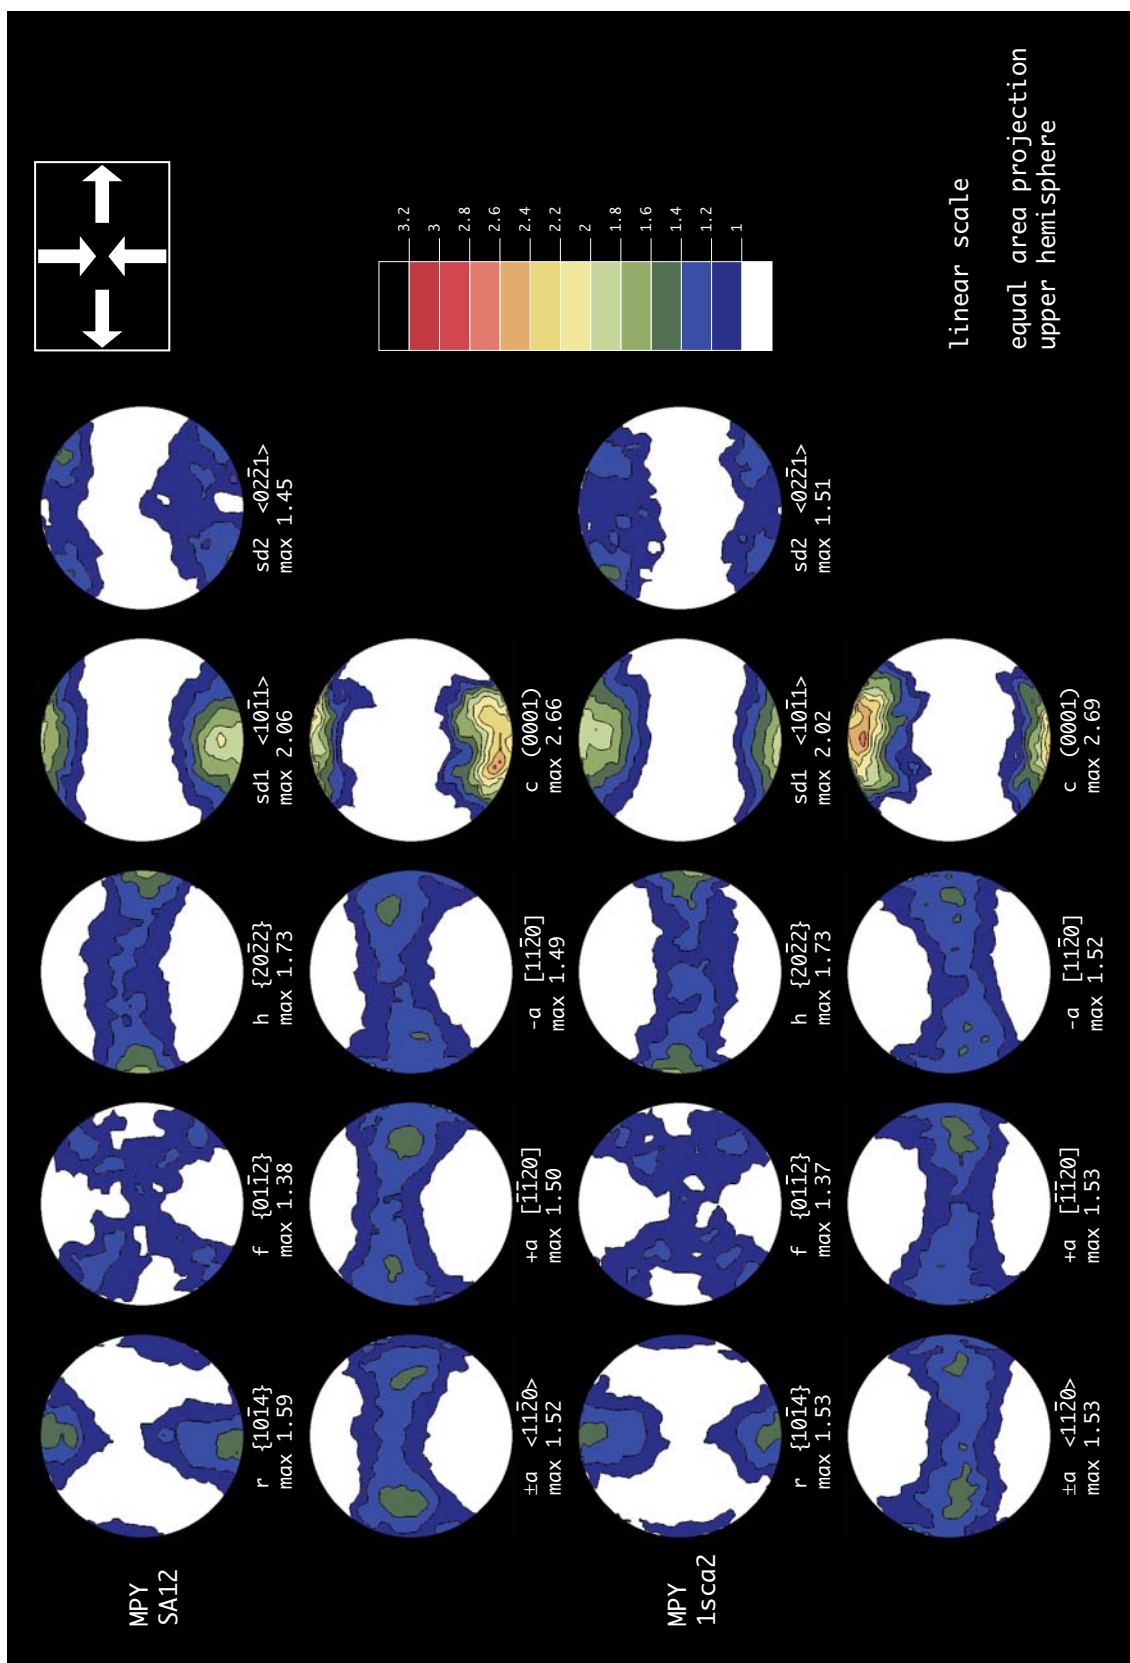 MPY
SA12
r {101̄4}
max 1.59
f {011̄2}
max 1.38
h {202̄2}
max 1.73
sd1 <101̄1>
max 2.06
sd2 <022̄1>
max 1.45
±a <112̄0>
max 1.52
+a [1̄1̄20]
max 1.50
-a [112̄0]
max 1.49
c (0001)
max 2.66
MPY
1sca2
r {101̄4}
max 1.53
f {011̄2}
max 1.37
h {202̄2}
max 1.73
sd1 <101̄1>
max 2.02
sd2 <022̄1>
max 1.51
±a <112̄0>
max 1.53
+a [1̄1̄20]
max 1.53
-a [112̄0]
max 1.52
c (0001)
max 2.69
3.2
3
2.8
2.6
2.4
2.2
2
1.8
1.6
1.4
1.2
1
linear scale
equal area projection
upper hemisphere